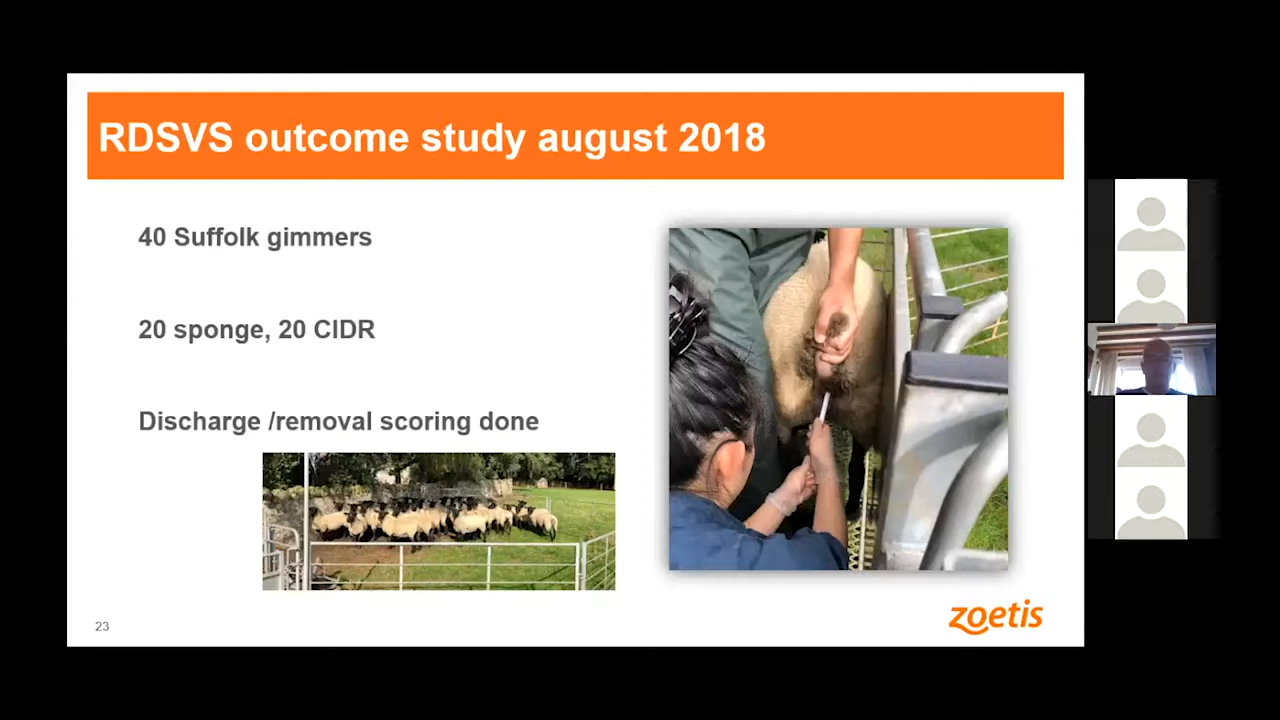 RDSVS outcome study august 2018
40 Suffolk gimmers
20 sponge, 20 CIDR
Discharge /removal scoring done
23
zoetis